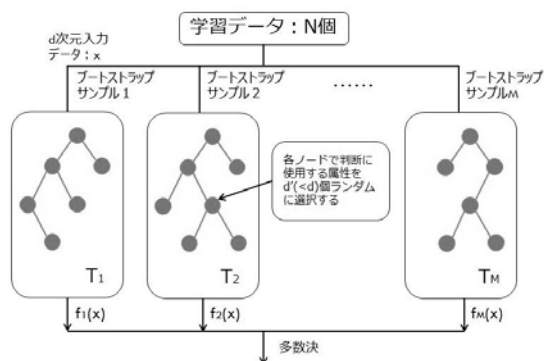 学習データ：N個
d次元入力
データ：x
ブートストラップ
サンプル1
ブートストラップ
サンプル2
……
ブートストラップ
サンプルM
各ノードで判断に
使用する属性を
d'(<d)個ランダム
に選択する
T1
T2
TM
f1(x)
f2(x)
fM(x)
多数決